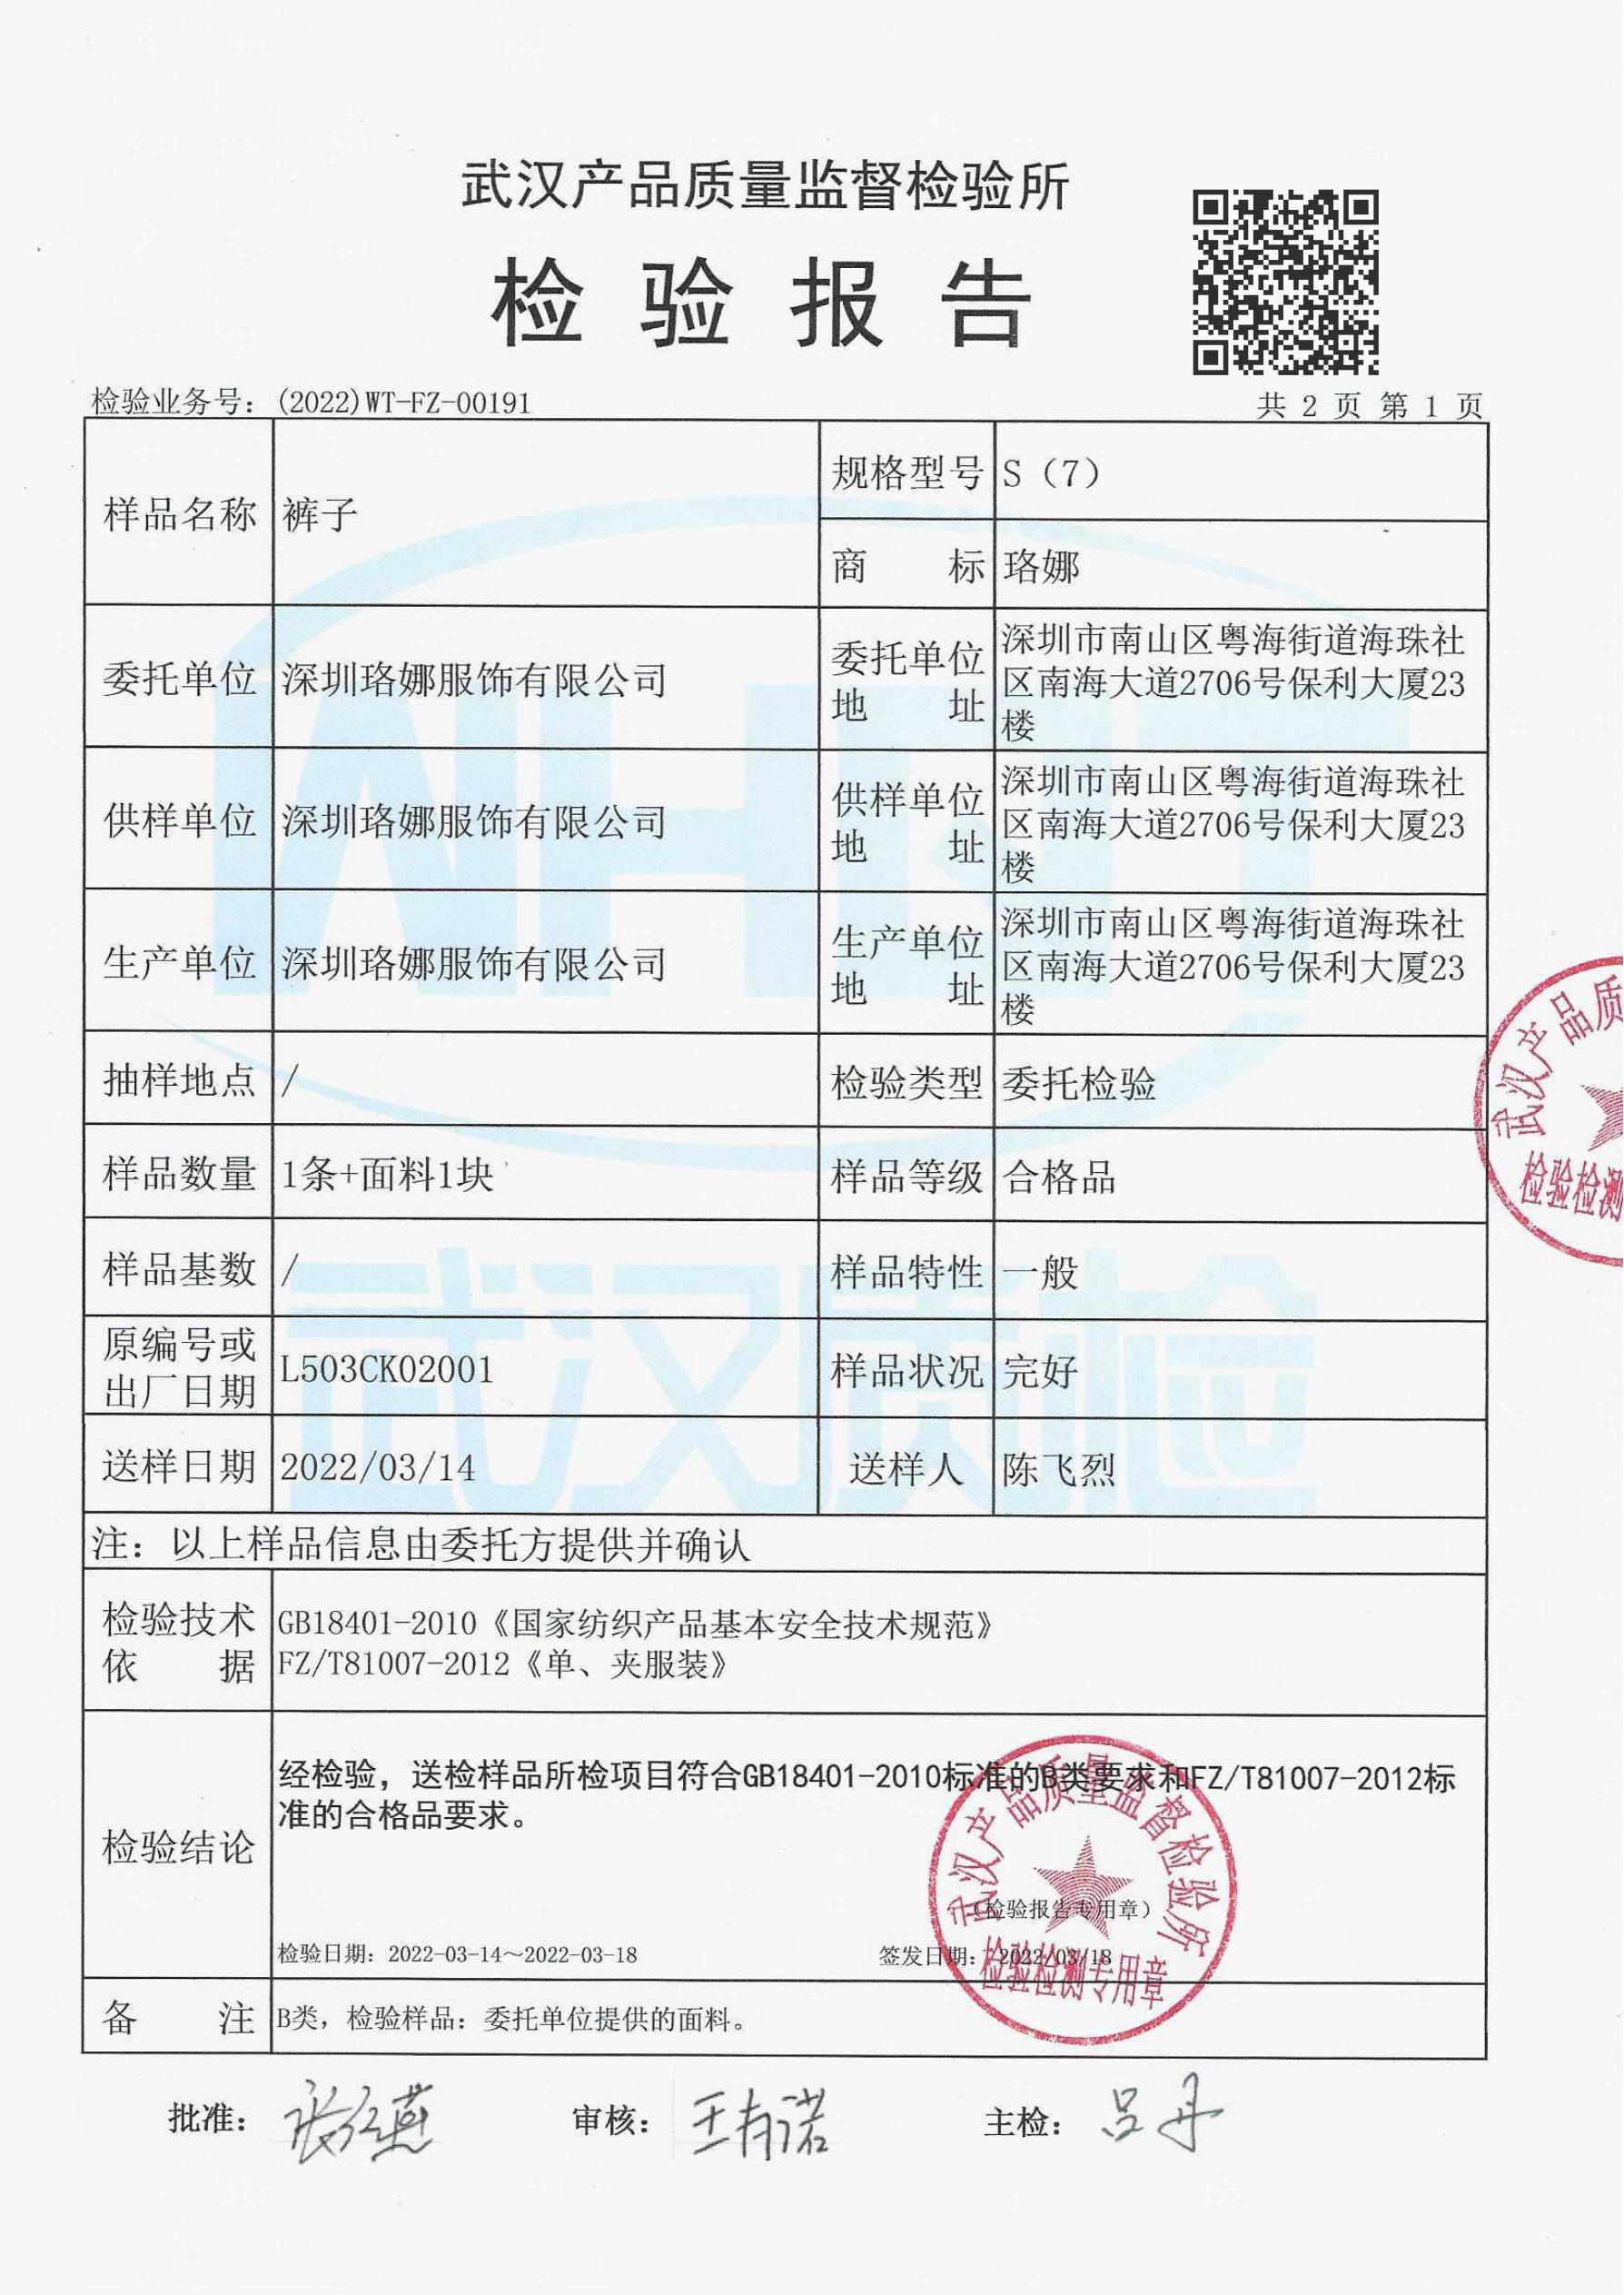 武汉产品质量监督检验所
检验报告
检验业务号：(2022)WT-FZ-00191
共 2 页 第 1 页
样品名称 裤子
规格型号 S（7）
商标 珞娜
委托单位 深圳珞娜服饰有限公司
委托单位地址 深圳市南山区粤海街道海珠社
区南海大道2706号保利大厦23
楼
供样单位 深圳珞娜服饰有限公司
供样单位地址 深圳市南山区粤海街道海珠社
区南海大道2706号保利大厦23
楼
生产单位 深圳珞娜服饰有限公司
生产单位地址 深圳市南山区粤海街道海珠社
区南海大道2706号保利大厦23
楼
抽样地点 /
检验类型 委托检验
样品数量 1条+面料1块
样品等级 合格品
样品基数 /
样品特性 一般
原编号或出厂日期 L503CK02001
样品状况 完好
送样日期 2022/03/14
送样人 陈飞烈
注：以上样品信息由委托方提供并确认
检验技术依据 GB18401-2010《国家纺织产品基本安全技术规范》
FZ/T81007-2012《单、夹服装》
检验结论
经检验，送检样品所检项目符合GB18401-2010标准的B类要求和FZ/T81007-2012标
准的合格品要求。
（检验报告专用章）
检验日期：2022-03-14～2022-03-18
签发日期：2022/03/18
备注 B类，检验样品：委托单位提供的面料。
批准：张红燕
审核：王有诺
主检：吕丹
武汉产品质量监督检验所
检验检测专用章
武汉产品质
检验检测
WHQT
武汉质检